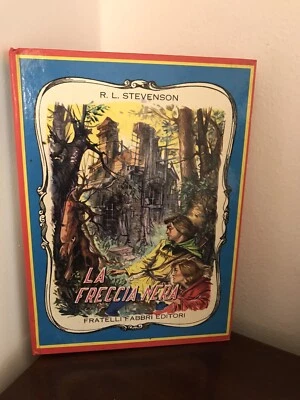 R. L. STEVENSON
LA
FRECCIA NERA
FRATELLI FABBRI EDITORI